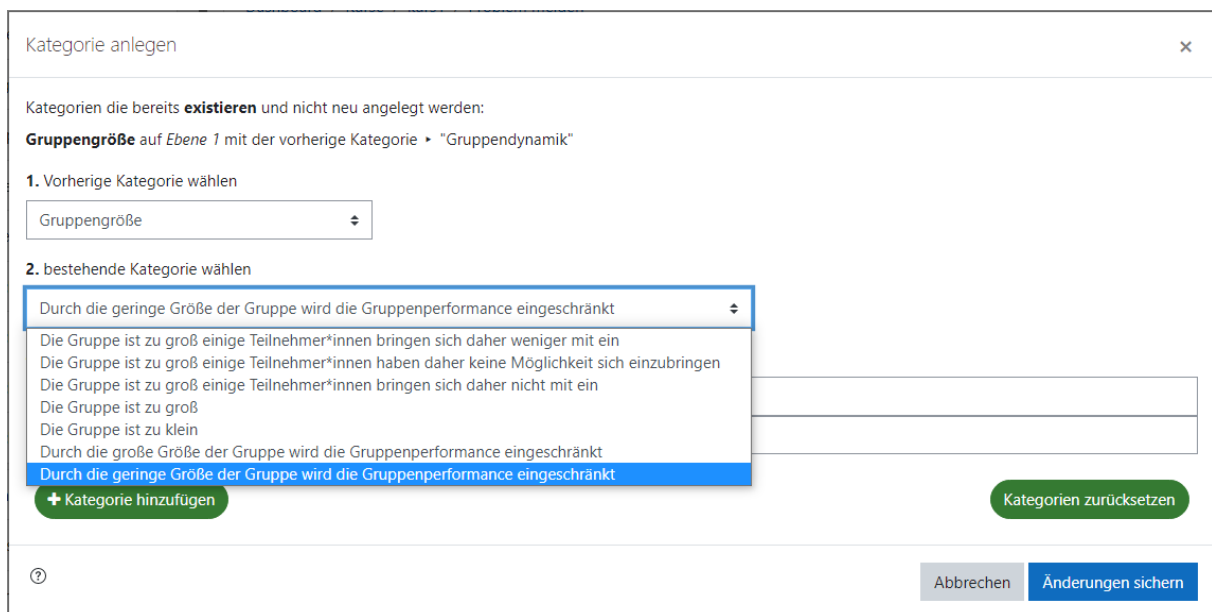 Kategorie anlegen ×
Kategorien die bereits existieren und nicht neu angelegt werden:
Gruppengröße auf Ebene 1 mit der vorherige Kategorie ▸ "Gruppendynamik"
1. Vorherige Kategorie wählen
Gruppengröße
2. bestehende Kategorie wählen
Durch die geringe Größe der Gruppe wird die Gruppenperformance eingeschränkt
Die Gruppe ist zu groß einige Teilnehmer*innen bringen sich daher weniger mit ein
Die Gruppe ist zu groß einige Teilnehmer*innen haben daher keine Möglichkeit sich einzubringen
Die Gruppe ist zu groß einige Teilnehmer*innen bringen sich daher nicht mit ein
Die Gruppe ist zu groß
Die Gruppe ist zu klein
Durch die große Größe der Gruppe wird die Gruppenperformance eingeschränkt
Durch die geringe Größe der Gruppe wird die Gruppenperformance eingeschränkt
+ Kategorie hinzufügen Kategorien zurücksetzen
? Abbrechen Änderungen sichern